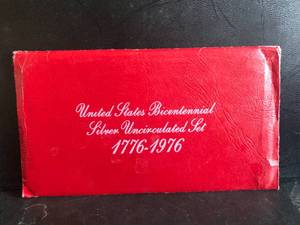 United States Bicentennial
Silver Uncirculated Set
1776-1976